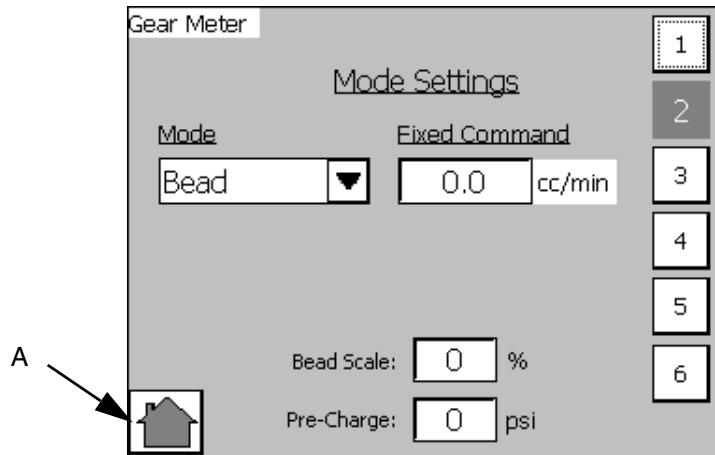 Gear Meter
1
Mode Settings
2
Mode Fixed Command
Bead 0.0 cc/min
3
4
5
A
Bead Scale: 0 %
6
Pre-Charge: 0 psi